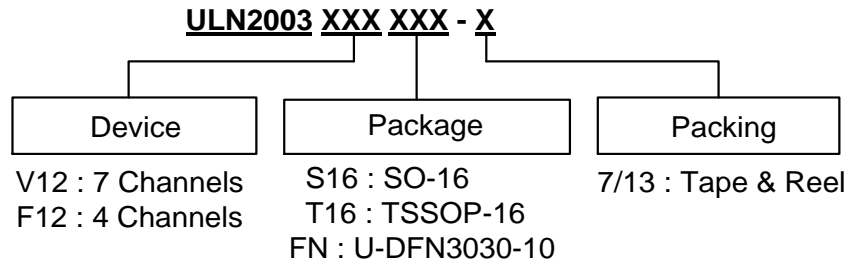 ULN2003 XXX XXX - X
Device
Package
Packing
V12 : 7 Channels
F12 : 4 Channels
S16 : SO-16
T16 : TSSOP-16
FN : U-DFN3030-10
7/13 : Tape & Reel